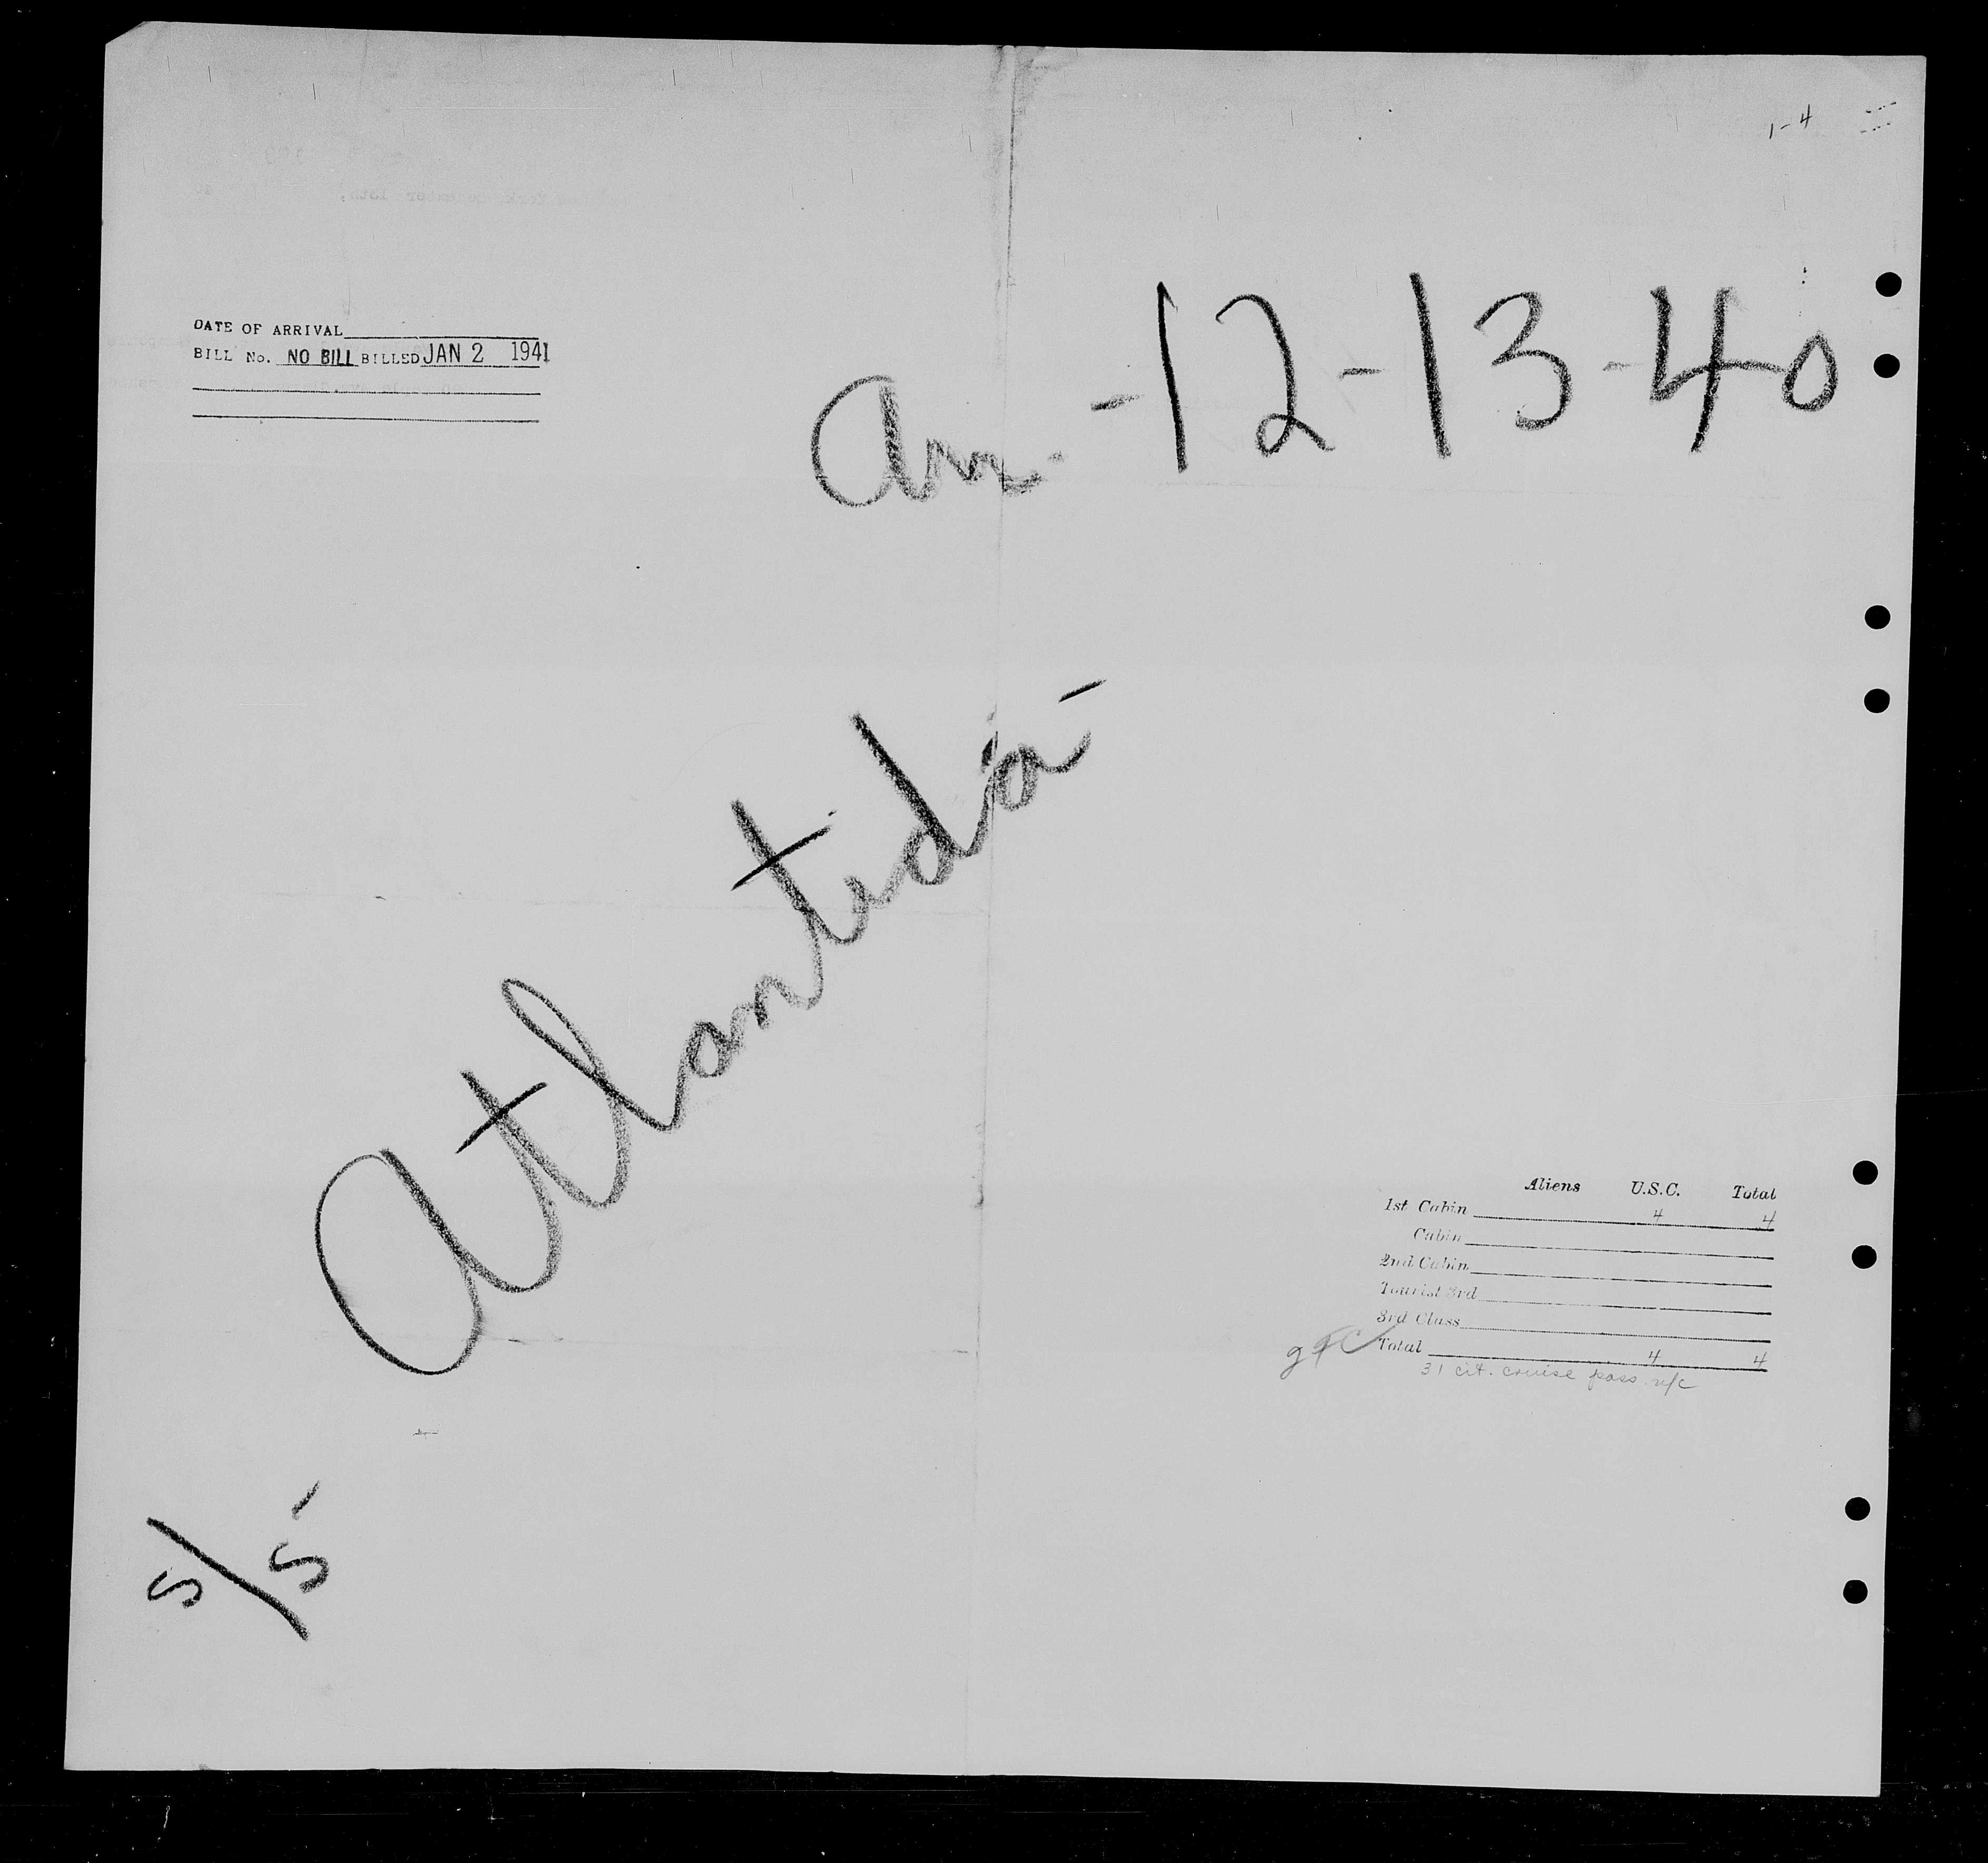 1-4
DATE OF ARRIVAL
BILL No. NO BILL BILLED JAN 2 1941
Arr - 12-13-40
S/S - Atlantida -
Aliens U.S.C. Total
1st Cabin 4 4
Cabin
2nd Cabin
Tourist 3rd
3rd Class
Total 4 4
31 cit. cruise pass n/c